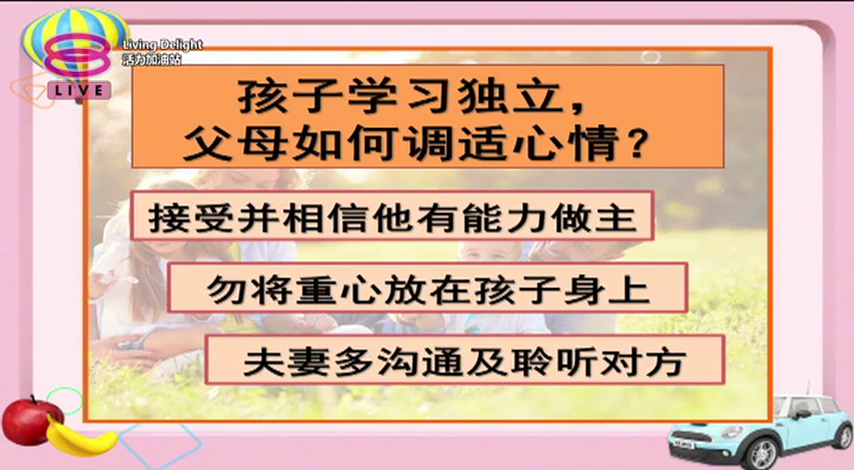 Living Delight
活力加油站
LIVE
孩子学习独立，
父母如何调适心情？
接受并相信他有能力做主
勿将重心放在孩子身上
夫妻多沟通及聆听对方